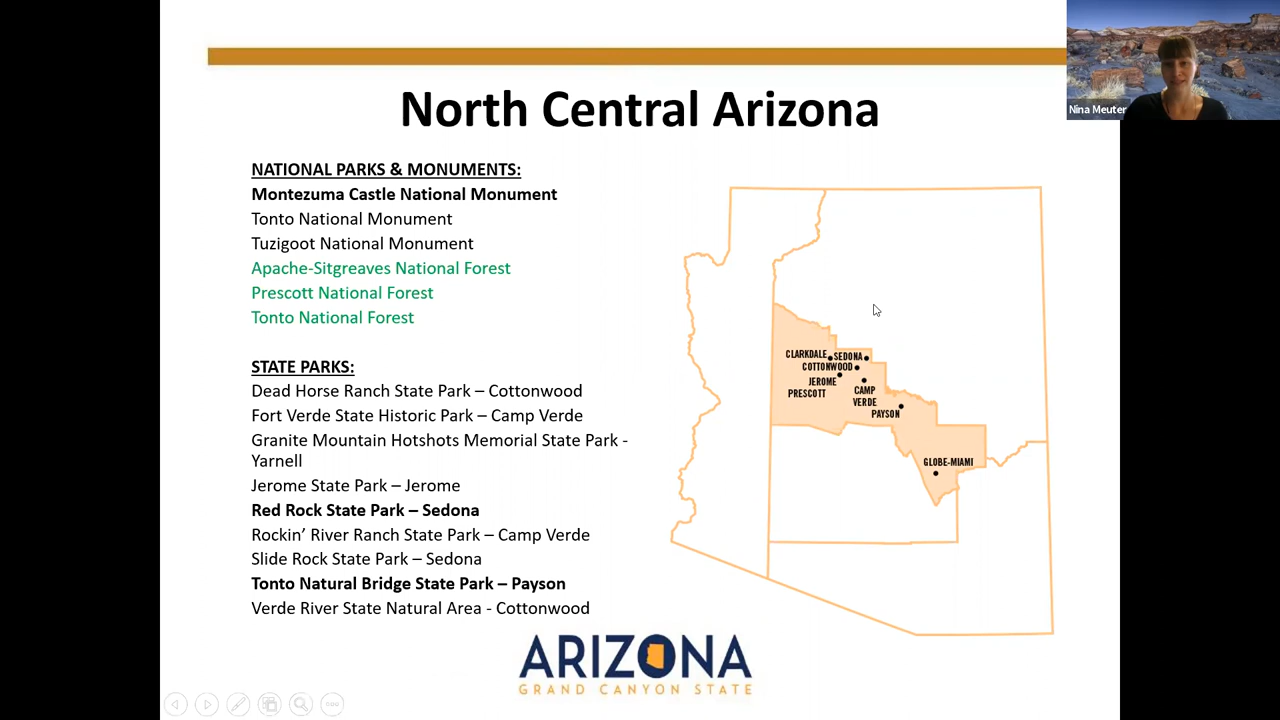 North Central Arizona
Nina Meuter
NATIONAL PARKS & MONUMENTS:
Montezuma Castle National Monument
Tonto National Monument
Tuzigoot National Monument
Apache-Sitgreaves National Forest
Prescott National Forest
Tonto National Forest
STATE PARKS:
Dead Horse Ranch State Park – Cottonwood
Fort Verde State Historic Park – Camp Verde
Granite Mountain Hotshots Memorial State Park -
Yarnell
Jerome State Park – Jerome
Red Rock State Park – Sedona
Rockin’ River Ranch State Park – Camp Verde
Slide Rock State Park – Sedona
Tonto Natural Bridge State Park – Payson
Verde River State Natural Area - Cottonwood
CLARKDALE
SEDONA
COTTONWOOD
JEROME
PRESCOTT
CAMP
VERDE
PAYSON
GLOBE-MIAMI
ARIZONA
GRAND CANYON STATE